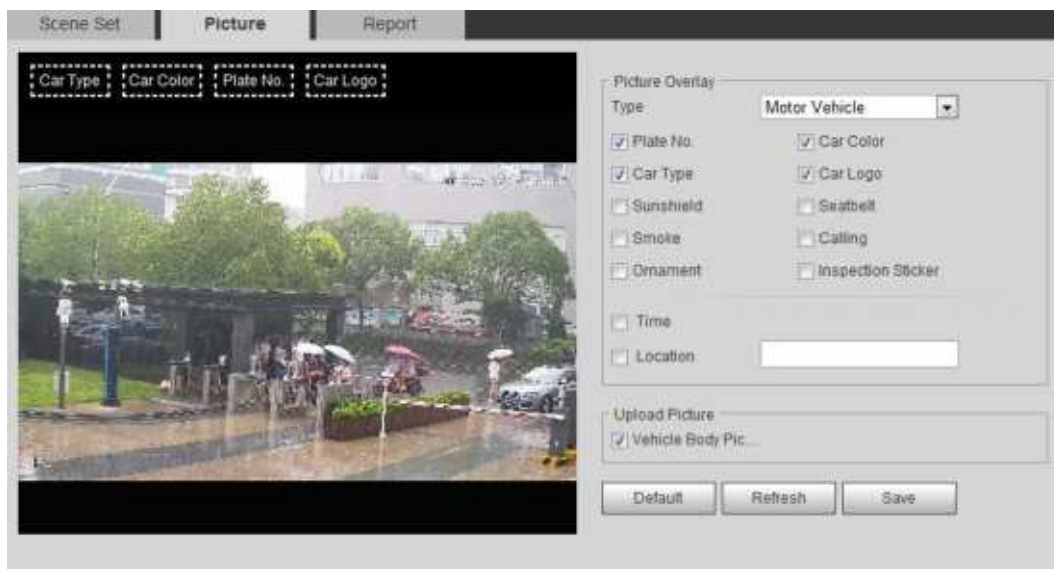 Scene Set Picture Report
Car Type Car Color Plate No. Car Logo
Picture Overlay
Type Motor Vehicle
Plate No. Car Color
Car Type Car Logo
Sunshield Seatbelt
Smoke Calling
Ornament Inspection Sticker
Time
Location
Upload Picture
Vehicle Body Pic...
Default Refresh Save